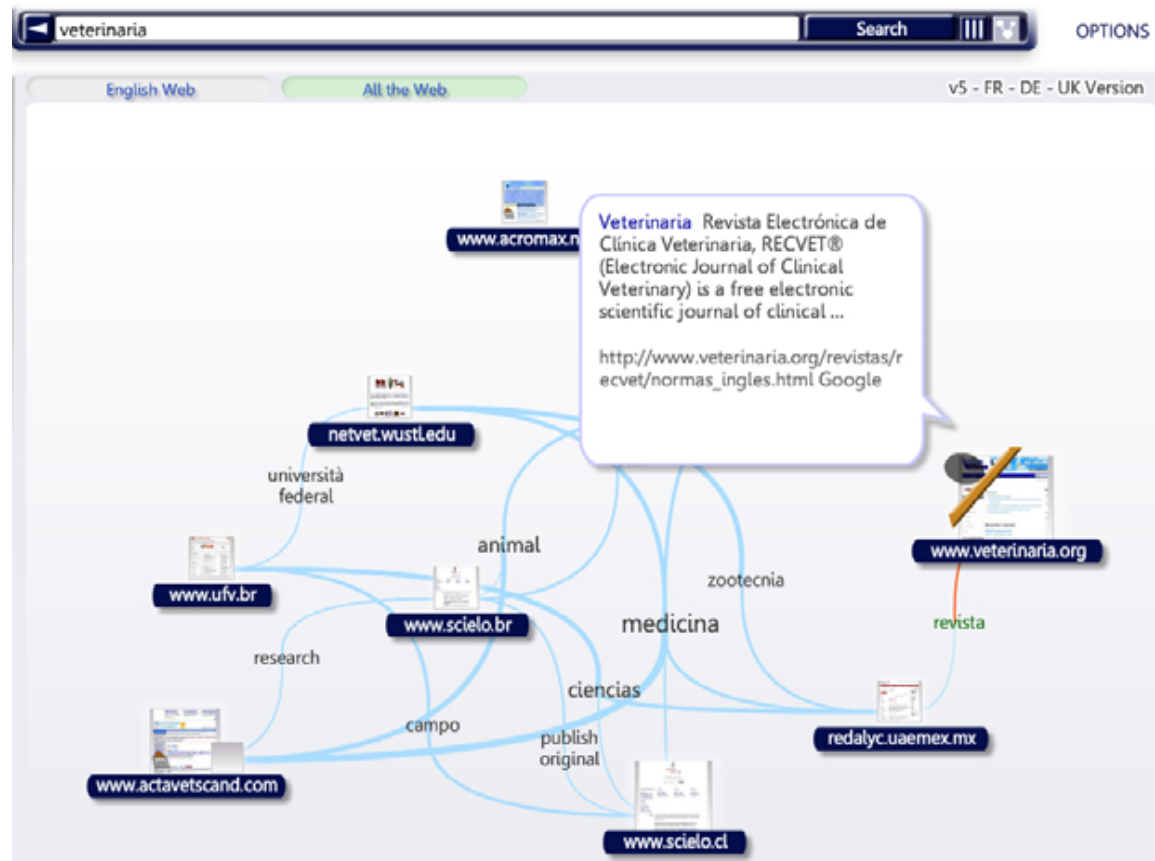 veterinaria
Search
OPTIONS
English Web
All the Web
v5 - FR - DE - UK Version
www.acromax.n
Veterinaria Revista Electrónica de
Clínica Veterinaria, RECVET®
(Electronic Journal of Clinical
Veterinary) is a free electronic
scientific journal of clinical ...
http://www.veterinaria.org/revistas/r
ecvet/normas_ingles.html Google
netvet.wustl.edu
università
federal
animal
www.veterinaria.org
www.ufv.br
zootecnia
www.scielo.br
medicina
revista
research
ciencias
campo
publish
original
redalyc.uaemex.mx
www.actavetscand.com
www.scielo.cl